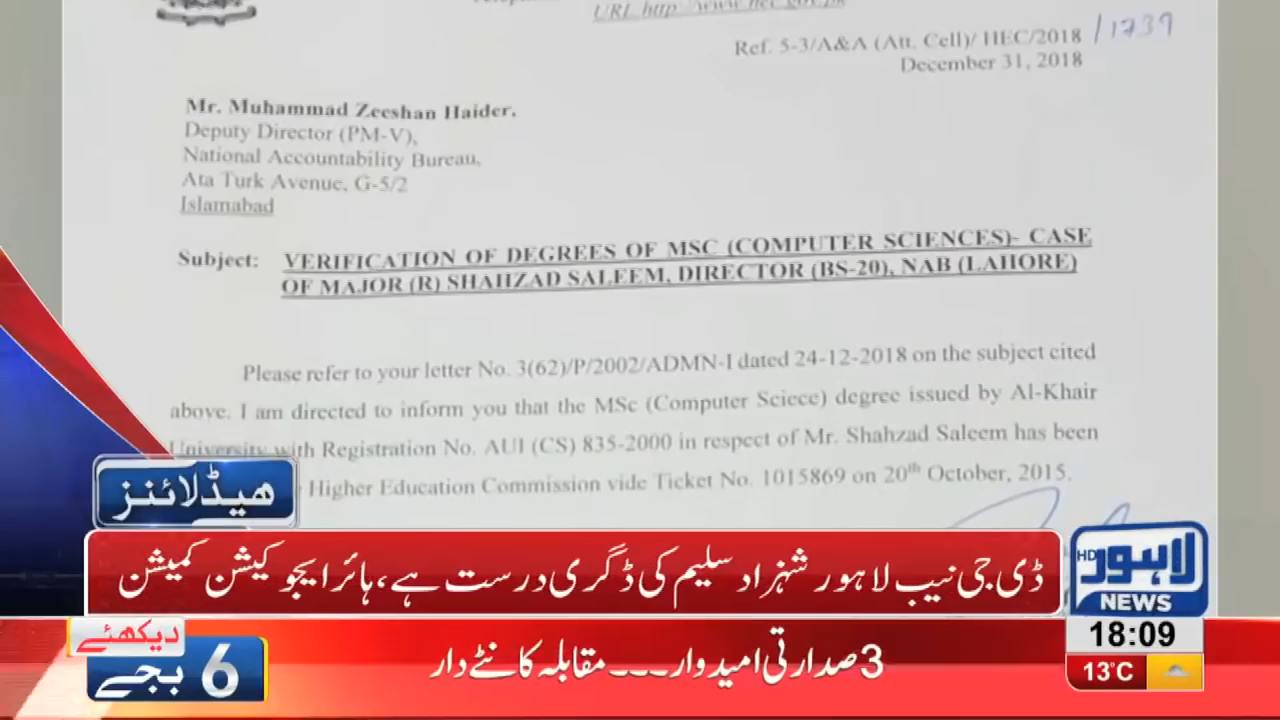 URL http://www.hec.gov.pk
Ref. 5-3/A&A (Att. Cell)/ HEC/2018 /1739
December 31, 2018
Mr. Muhammad Zeeshan Haider,
Deputy Director (PM-V),
National Accountability Bureau,
Ata Turk Avenue, G-5/2
Islamabad
Subject: VERIFICATION OF DEGREES OF MSC (COMPUTER SCIENCES)- CASE
OF MAJOR (R) SHAHZAD SALEEM, DIRECTOR (BS-20), NAB (LAHORE)
Please refer to your letter No. 3(62)/P/2002/ADMN-I dated 24-12-2018 on the subject cited
above. I am directed to inform you that the MSc (Computer Sciece) degree issued by Al-Khair
University with Registration No. AUI (CS) 835-2000 in respect of Mr. Shahzad Saleem has been
Higher Education Commission vide Ticket No. 1015869 on 20th October, 2015.
ہیڈلائنز
ڈی جی نیب لاہور شہزاد سلیم کی ڈگری درست ہے، ہائر ایجوکیشن کمیشن
لاہور HD
NEWS
18:09
13°C
دیکھئے
6 بجے
3 صدارتی امیدوار۔۔۔ مقابلہ کانٹے دار